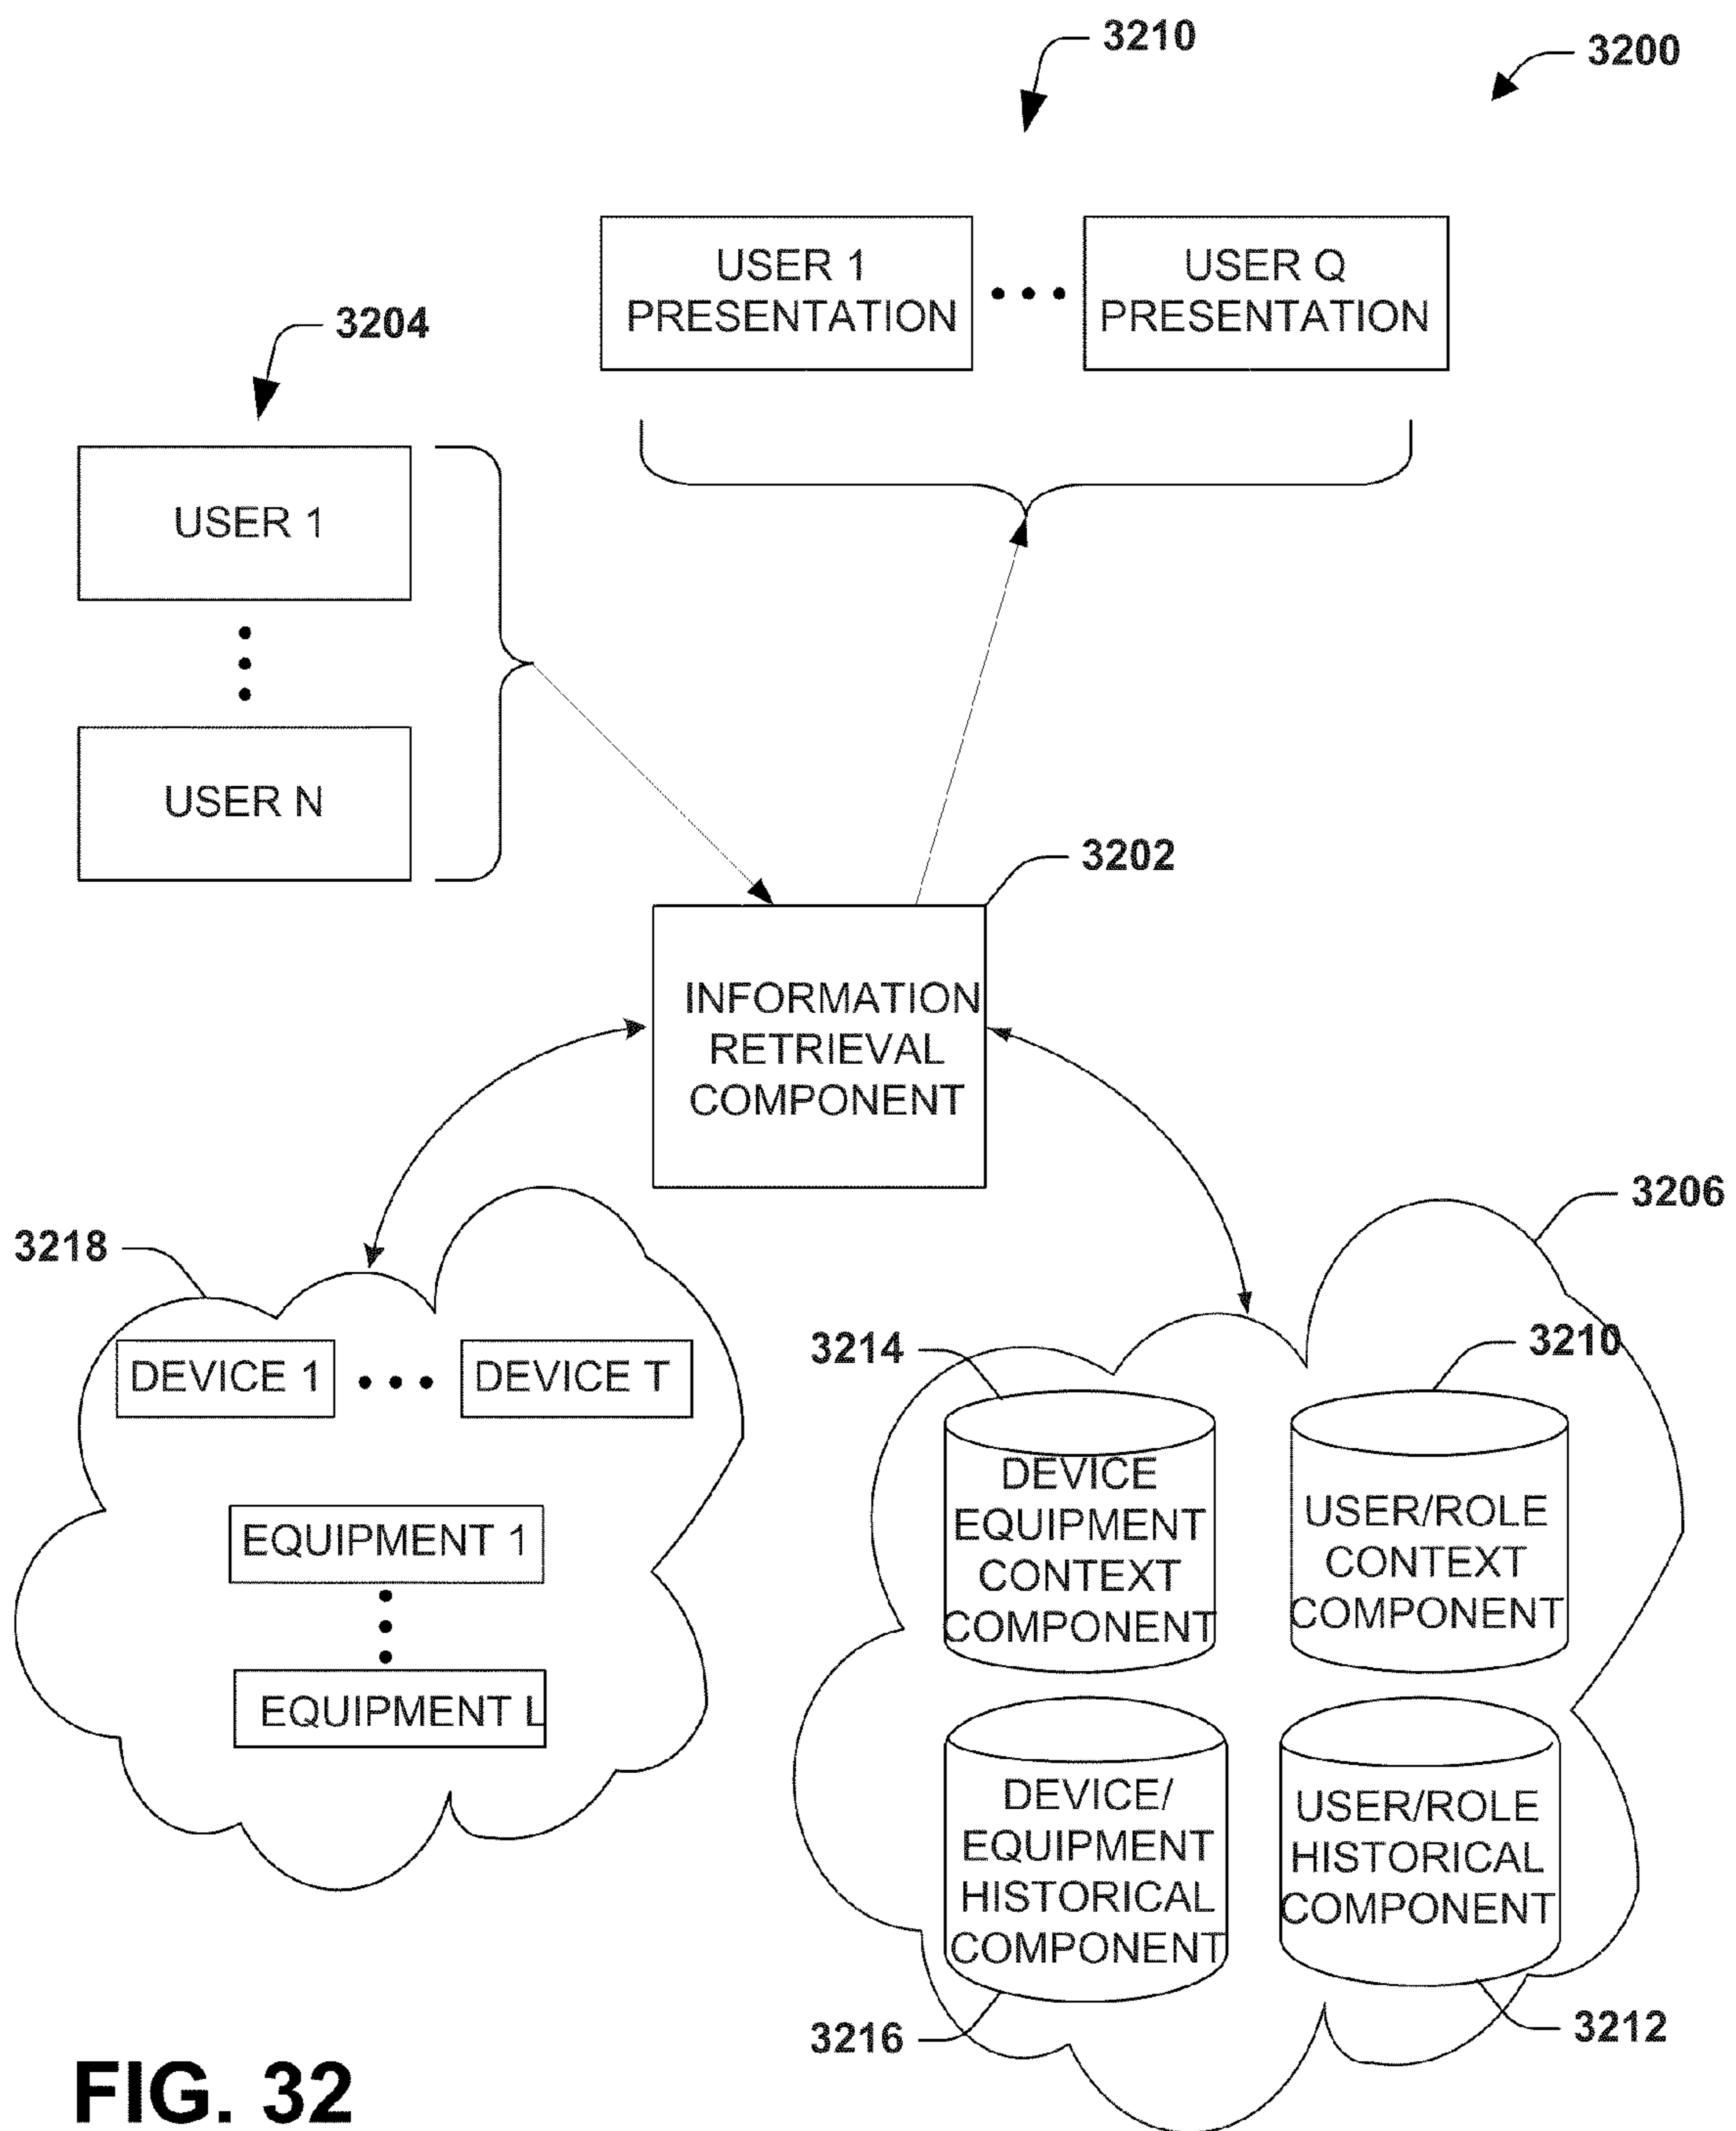 3210
3200
USER 1
PRESENTATION
USER Q
PRESENTATION
3204
USER 1
USER N
3202
INFORMATION
RETRIEVAL
COMPONENT
3206
3218
DEVICE 1
DEVICE T
EQUIPMENT 1
EQUIPMENT L
3214
3210
DEVICE
EQUIPMENT
CONTEXT
COMPONENT
USER/ROLE
CONTEXT
COMPONENT
DEVICE/
EQUIPMENT
HISTORICAL
COMPONENT
USER/ROLE
HISTORICAL
COMPONENT
3216
3212
FIG. 32